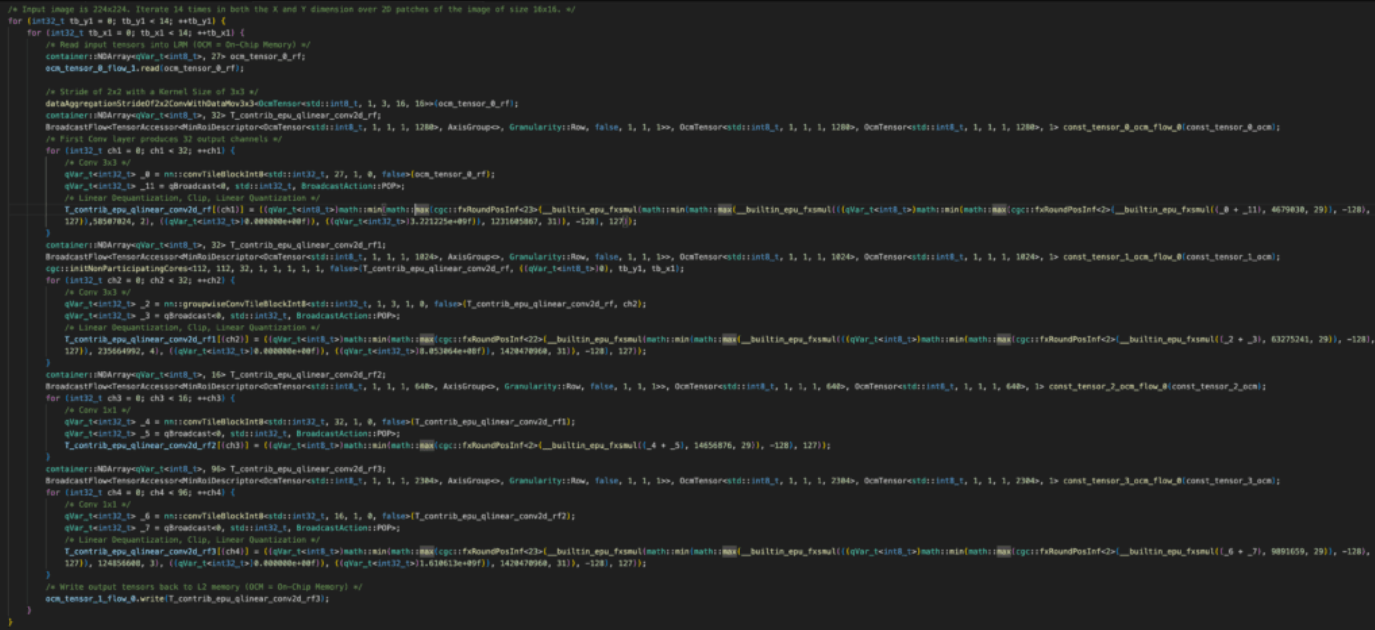 /* Input image is 224x224. Iterate 14 times in both the X and Y dimension over 2D patches of the image of size 16x16. */
for (int32_t tb_y1 = 0; tb_y1 < 14; ++tb_y1) {
for (int32_t tb_x1 = 0; tb_x1 < 14; ++tb_x1) {
/* Read input tensors into LRM (OCM = On-Chip Memory) */
container::NDArray<qVar_t<int8_t>, 27> ocm_tensor_0_rf;
ocm_tensor_0_flow_1.read(ocm_tensor_0_rf);
/* Stride of 2x2 with a Kernel Size of 3x3 */
dataAggregationStrideOf2x2ConvWithDataMov3x3<OcmTensor<std::int8_t, 1, 3, 16, 16>>(ocm_tensor_0_rf);
container::NDArray<qVar_t<int8_t>, 32> T_contrib_epu_qlinear_conv2d_rf;
BroadcastFlow<TensorAccessor<MinRoiDescriptor<OcmTensor<std::int8_t, 1, 1, 1, 1280>, AxisGroup<>, Granularity::Row, false, 1, 1, 1>>, OcmTensor<std::int8_t, 1, 1, 1, 1280>, OcmTensor<std::int8_t, 1, 1, 1, 1280>, 1> const_tensor_0_ocm_flow_0(const_tensor_0_ocm);
/* First Conv layer produces 32 output channels */
for (int32_t ch1 = 0; ch1 < 32; ++ch1) {
/* Conv 3x3 */
qVar_t<int32_t> _0 = nn::convTileBlockInt8<std::int32_t, 27, 1, 0, false>(ocm_tensor_0_rf);
qVar_t<int32_t> _11 = qBroadcast<0, std::int32_t, BroadcastAction::POP>;
/* Linear Dequantization, Clip, Linear Quantization */
T_contrib_epu_qlinear_conv2d_rf[(ch1)] = ((qVar_t<int8_t>)math::min(math::max(cgc::fxRoundPosInf<23>(__builtin_epu_fxsmul(math::min(math::max(__builtin_epu_fxsmul(((qVar_t<int8_t>)math::min(math::max(cgc::fxRoundPosInf<2>(__builtin_epu_fxsmul((_0 + _11), 4679030, 29)), -128),
127)),58507024, 2), ((qVar_t<int32_t>)0.000000e+00f)), ((qVar_t<int32_t>)3.221225e+09f)), 1231605867, 31)), -128), 127));
}
container::NDArray<qVar_t<int8_t>, 32> T_contrib_epu_qlinear_conv2d_rf1;
BroadcastFlow<TensorAccessor<MinRoiDescriptor<OcmTensor<std::int8_t, 1, 1, 1, 1024>, AxisGroup<>, Granularity::Row, false, 1, 1, 1>>, OcmTensor<std::int8_t, 1, 1, 1, 1024>, OcmTensor<std::int8_t, 1, 1, 1, 1024>, 1> const_tensor_1_ocm_flow_0(const_tensor_1_ocm);
cgc::initNonParticipatingCores<112, 112, 32, 1, 1, 1, 1, 1, false>(T_contrib_epu_qlinear_conv2d_rf, ((qVar_t<int8_t>)0), tb_y1, tb_x1);
for (int32_t ch2 = 0; ch2 < 32; ++ch2) {
/* Conv 3x3 */
qVar_t<int32_t> _2 = nn::groupwiseConvTileBlockInt8<std::int32_t, 1, 3, 1, 0, false>(T_contrib_epu_qlinear_conv2d_rf, ch2);
qVar_t<int32_t> _3 = qBroadcast<0, std::int32_t, BroadcastAction::POP>;
/* Linear Dequantization, Clip, Linear Quantization */
T_contrib_epu_qlinear_conv2d_rf1[(ch2)] = ((qVar_t<int8_t>)math::min(math::max(cgc::fxRoundPosInf<22>(__builtin_epu_fxsmul(math::min(math::max(__builtin_epu_fxsmul(((qVar_t<int8_t>)math::min(math::max(cgc::fxRoundPosInf<2>(__builtin_epu_fxsmul((_2 + _3), 63275241, 29)), -128),
127)), 235664992, 4), ((qVar_t<int32_t>)0.000000e+00f)), ((qVar_t<int32_t>)8.053064e+08f)), 1420470960, 31)), -128), 127));
}
container::NDArray<qVar_t<int8_t>, 16> T_contrib_epu_qlinear_conv2d_rf2;
BroadcastFlow<TensorAccessor<MinRoiDescriptor<OcmTensor<std::int8_t, 1, 1, 1, 640>, AxisGroup<>, Granularity::Row, false, 1, 1, 1>>, OcmTensor<std::int8_t, 1, 1, 1, 640>, OcmTensor<std::int8_t, 1, 1, 1, 640>, 1> const_tensor_2_ocm_flow_0(const_tensor_2_ocm);
for (int32_t ch3 = 0; ch3 < 16; ++ch3) {
/* Conv 1x1 */
qVar_t<int32_t> _4 = nn::convTileBlockInt8<std::int32_t, 32, 1, 0, false>(T_contrib_epu_qlinear_conv2d_rf1);
qVar_t<int32_t> _5 = qBroadcast<0, std::int32_t, BroadcastAction::POP>;
T_contrib_epu_qlinear_conv2d_rf2[(ch3)] = ((qVar_t<int8_t>)math::min(math::max(cgc::fxRoundPosInf<2>(__builtin_epu_fxsmul((_4 + _5), 14656876, 29)), -128), 127));
}
container::NDArray<qVar_t<int8_t>, 96> T_contrib_epu_qlinear_conv2d_rf3;
BroadcastFlow<TensorAccessor<MinRoiDescriptor<OcmTensor<std::int8_t, 1, 1, 1, 2304>, AxisGroup<>, Granularity::Row, false, 1, 1, 1>>, OcmTensor<std::int8_t, 1, 1, 1, 2304>, OcmTensor<std::int8_t, 1, 1, 1, 2304>, 1> const_tensor_3_ocm_flow_0(const_tensor_3_ocm);
for (int32_t ch4 = 0; ch4 < 96; ++ch4) {
/* Conv 1x1 */
qVar_t<int32_t> _6 = nn::convTileBlockInt8<std::int32_t, 16, 1, 0, false>(T_contrib_epu_qlinear_conv2d_rf2);
qVar_t<int32_t> _7 = qBroadcast<0, std::int32_t, BroadcastAction::POP>;
/* Linear Dequantization, Clip, Linear Quantization */
T_contrib_epu_qlinear_conv2d_rf3[(ch4)] = ((qVar_t<int8_t>)math::min(math::max(cgc::fxRoundPosInf<23>(__builtin_epu_fxsmul(math::min(math::max(__builtin_epu_fxsmul(((qVar_t<int8_t>)math::min(math::max(cgc::fxRoundPosInf<2>(__builtin_epu_fxsmul((_6 + _7), 9891659, 29)), -128),
127)), 124856608, 3), ((qVar_t<int32_t>)0.000000e+00f)), ((qVar_t<int32_t>)1.610613e+09f)), 1420470960, 31)), -128), 127));
}
/* Write output tensors back to L2 memory (OCM = On-Chip Memory) */
ocm_tensor_1_flow_0.write(T_contrib_epu_qlinear_conv2d_rf3);
}
}